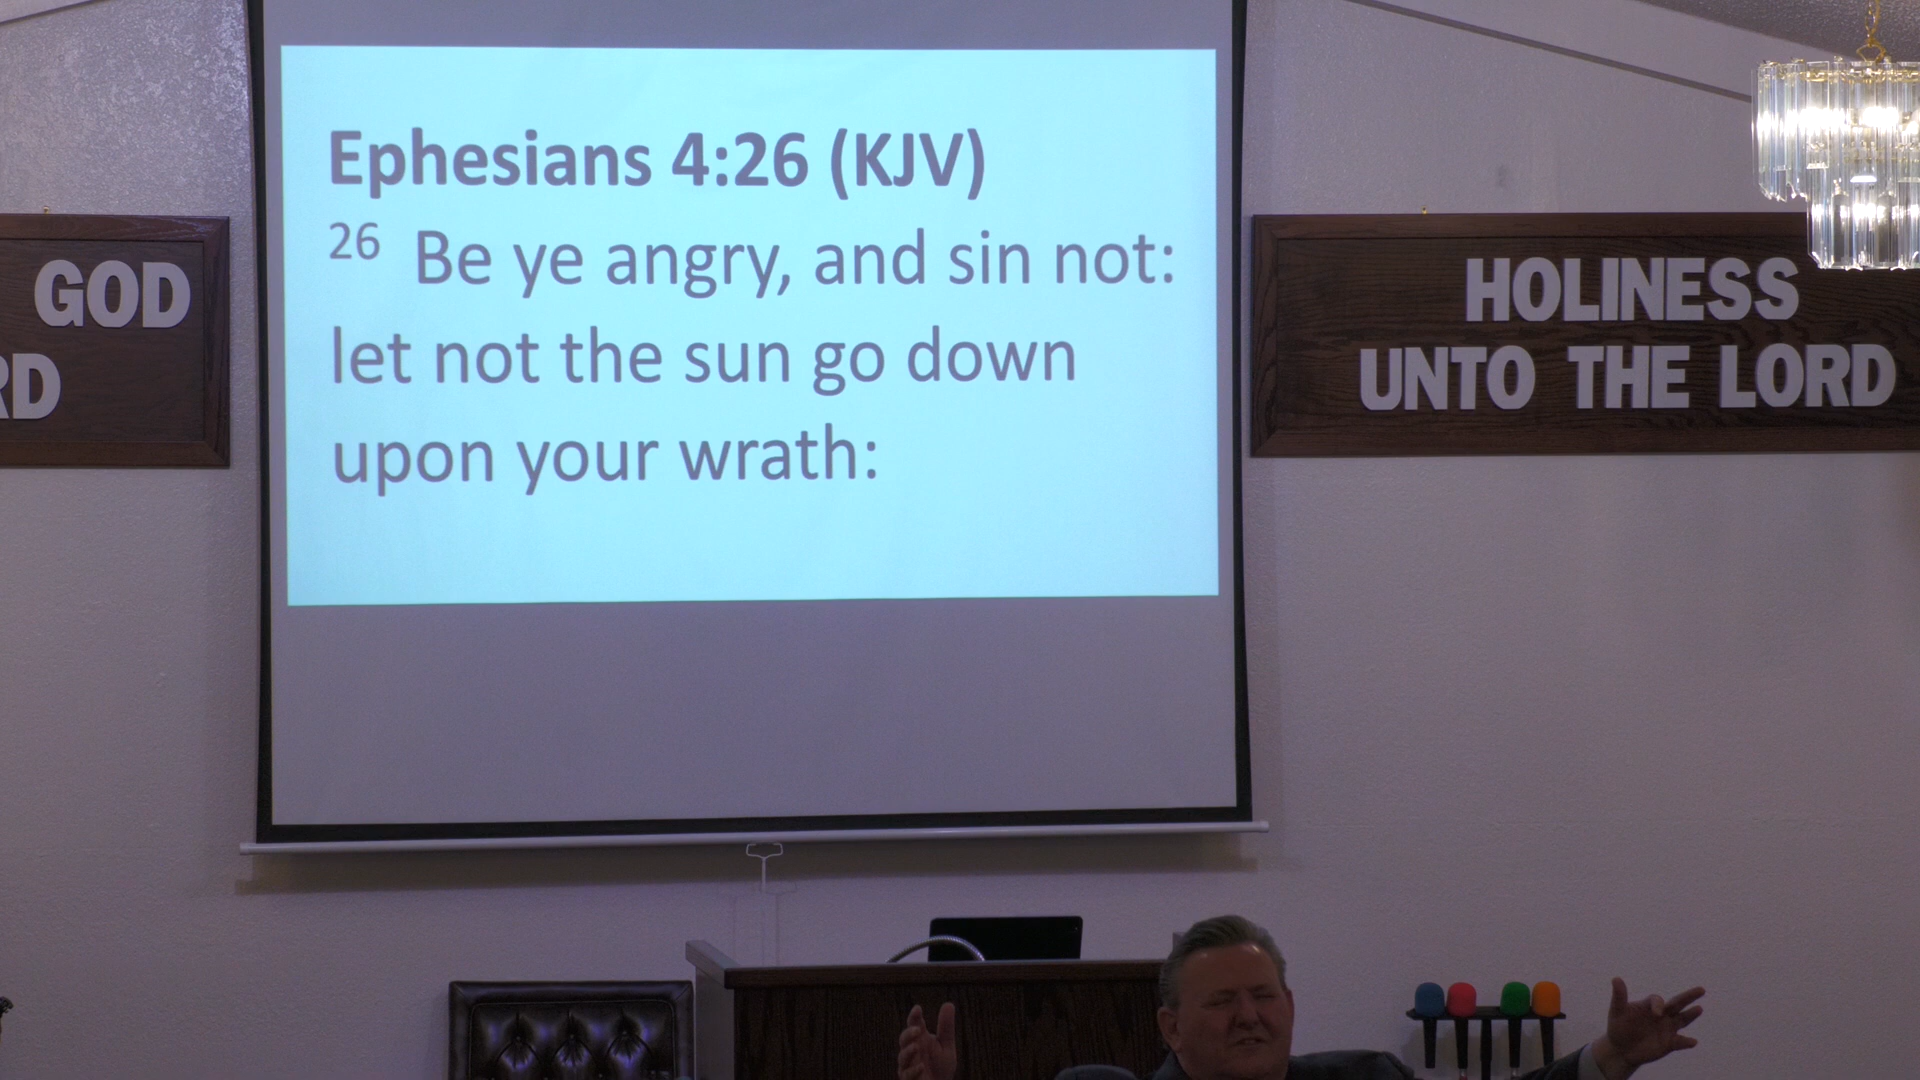 Ephesians 4:26 (KJV)
26 Be ye angry, and sin not:
let not the sun go down
upon your wrath:
GOD
RD
HOLINESS
UNTO THE LORD